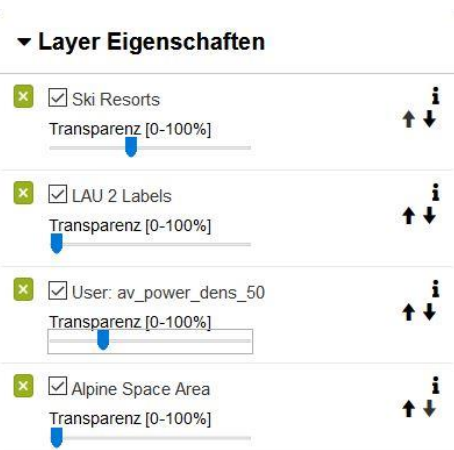 Layer Eigenschaften
Ski Resorts
Transparenz [0-100%]
LAU 2 Labels
Transparenz [0-100%]
User: av_power_dens_50
Transparenz [0-100%]
Alpine Space Area
Transparenz [0-100%]